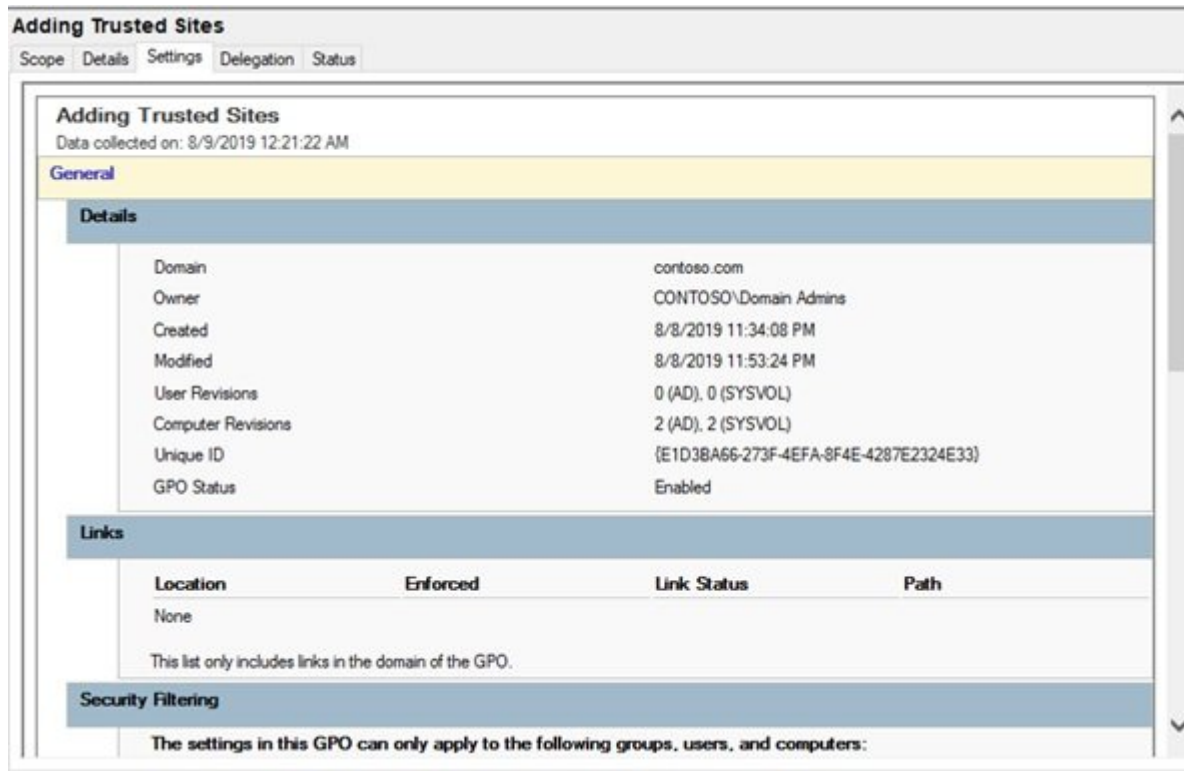 Adding Trusted Sites
Scope Details Settings Delegation Status
Adding Trusted Sites
Data collected on: 8/9/2019 12:21:22 AM
General
Details
Domain contoso.com
Owner CONTOSO\Domain Admins
Created 8/8/2019 11:34:08 PM
Modified 8/8/2019 11:53:24 PM
User Revisions 0 (AD), 0 (SYSVOL)
Computer Revisions 2 (AD), 2 (SYSVOL)
Unique ID {E1D3BA66-273F-4EFA-8F4E-4287E2324E33}
GPO Status Enabled
Links
Location Enforced Link Status Path
None
This list only includes links in the domain of the GPO.
Security Filtering
The settings in this GPO can only apply to the following groups, users, and computers: